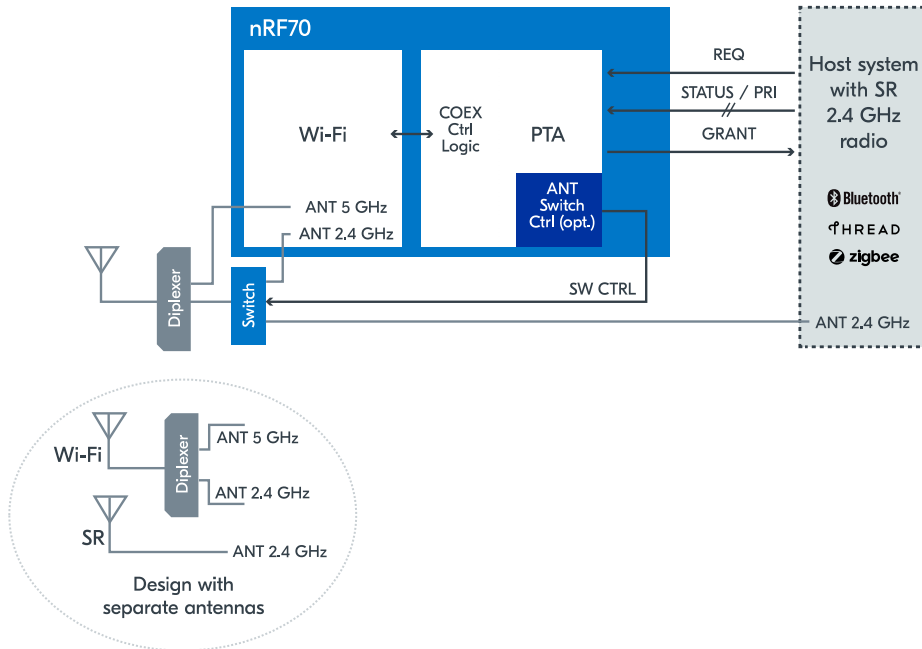 nRF70
Wi-Fi
COEX
Ctrl
Logic
PTA
ANT
Switch
Ctrl (opt.)
ANT 5 GHz
ANT 2.4 GHz
REQ
STATUS / PRI
GRANT
Host system
with SR
2.4 GHz
radio
Bluetooth®
THREAD
zigbee
Diplexer
Switch
SW CTRL
ANT 2.4 GHz
Wi-Fi
Diplexer
ANT 5 GHz
ANT 2.4 GHz
SR
ANT 2.4 GHz
Design with
separate antennas